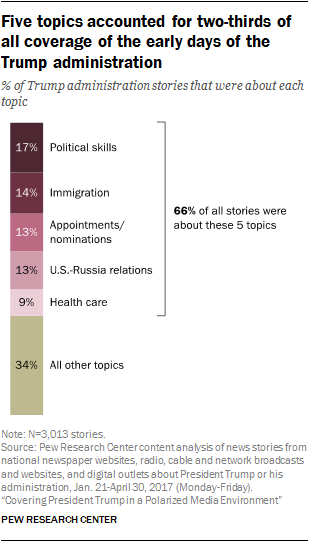 Five topics accounted for two-thirds of
all coverage of the early days of the
Trump administration
% of Trump administration stories that were about each
topic
17% Political skills
14% Immigration
13% Appointments/
nominations
13% U.S.-Russia relations
9% Health care
66% of all stories were
about these 5 topics
34% All other topics
Note: N=3,013 stories.
Source: Pew Research Center content analysis of news stories from
national newspaper websites, radio, cable and network broadcasts
and websites, and digital outlets about President Trump or his
administration, Jan. 21-April 30, 2017 (Monday-Friday).
“Covering President Trump in a Polarized Media Environment”
PEW RESEARCH CENTER